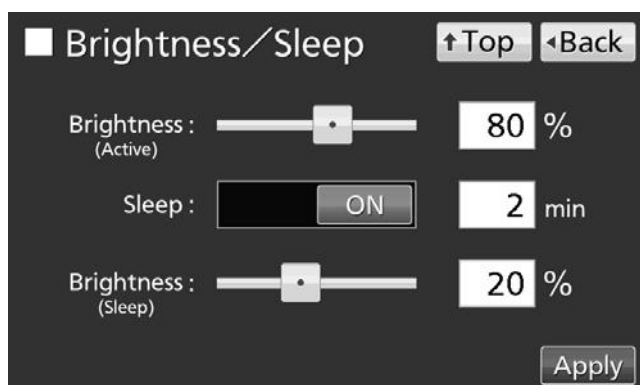 Brightness／Sleep ↑Top ◂Back
Brightness : 80 %
(Active)
Sleep : ON 2 min
Brightness : 20 %
(Sleep)
Apply